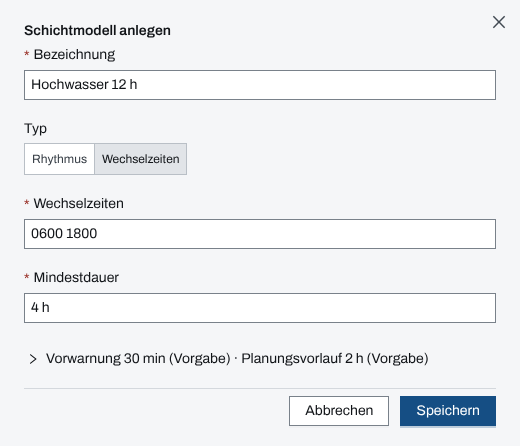 Schichtmodell anlegen
* Bezeichnung
Hochwasser 12 h
Typ
Rhythmus Wechselzeiten
* Wechselzeiten
0600 1800
* Mindestdauer
4 h
Vorwarnung 30 min (Vorgabe) · Planungsvorlauf 2 h (Vorgabe)
Abbrechen Speichern